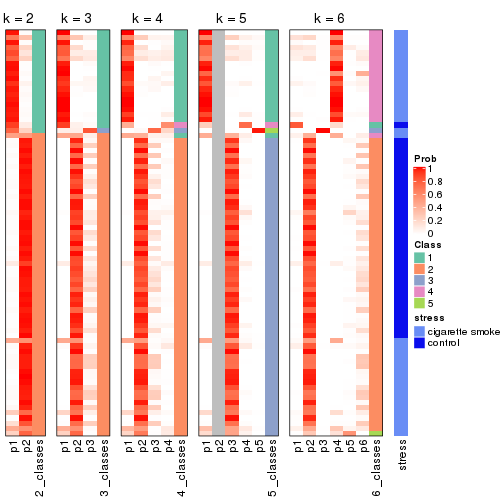 k = 2
k = 3
k = 4
k = 5
k = 6
Prob
1
0.8
0.6
0.4
0.2
0
Class
1
2
3
4
5
stress
cigarette smoke
control
p1
p2
2_classes
p1
p2
p3
3_classes
p1
p2
p3
p4
4_classes
p1
p2
p3
p4
p5
5_classes
p1
p2
p3
p4
p5
p6
6_classes
stress